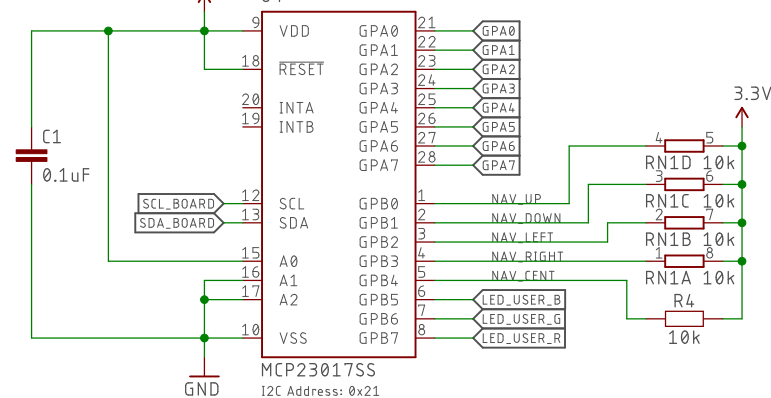 9 VDD GPA0 21 GPA0
GPA1 22 GPA1
18 RESET GPA2 23 GPA2
GPA3 24 GPA3
20 INTA GPA4 25 GPA4
19 INTB GPA5 26 GPA5
GPA6 27 GPA6
GPA7 28 GPA7
C1
0.1uF
3.3V
SCL_BOARD 12 SCL GPB0 1 NAV_UP
SDA_BOARD 13 SDA GPB1 2 NAV_DOWN
GPB2 3 NAV_LEFT
15 A0 GPB3 4 NAV_RIGHT
16 A1 GPB4 5 NAV_CENT
17 A2 GPB5 6 LED_USER_B
GPB6 7 LED_USER_G
10 VSS GPB7 8 LED_USER_R
4 5
RN1D 10k
3 6
RN1C 10k
2 7
RN1B 10k
1 8
RN1A 10k
R4
10k
GND
MCP23017SS
I2C Address: 0x21